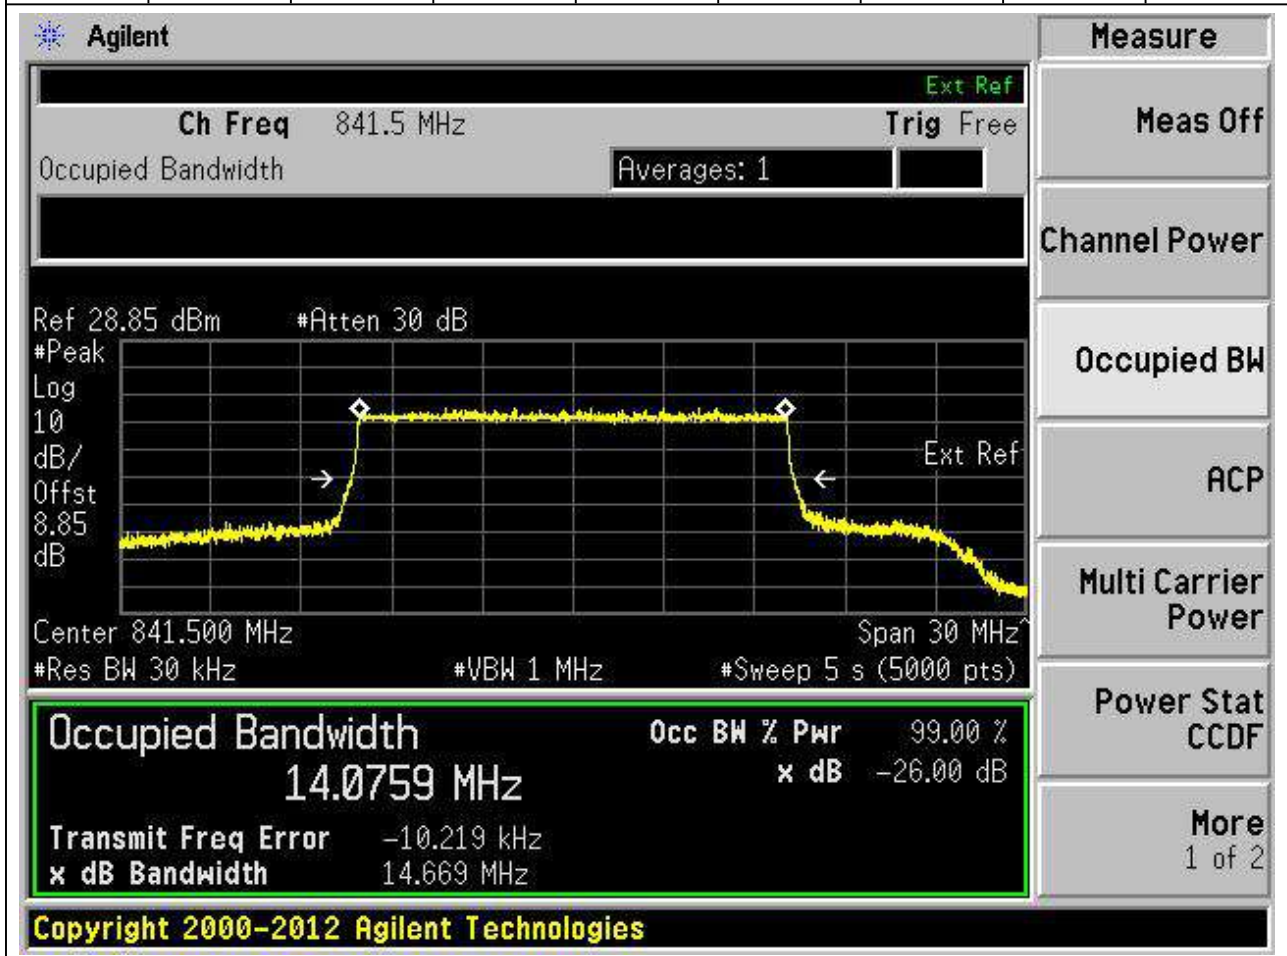 Agilent
Measure
Ext Ref
Ch Freq 841.5 MHz Trig Free
Meas Off
Occupied Bandwidth Averages: 1
Channel Power
Ref 28.85 dBm #Atten 30 dB
#Peak
Log
10
dB/
Offst
8.85
dB
Ext Ref
Occupied BW
ACP
Center 841.500 MHz Span 30 MHz^
#Res BW 30 kHz #VBW 1 MHz #Sweep 5 s (5000 pts)
Multi Carrier
Power
Occupied Bandwidth Occ BW % Pwr 99.00 %
14.0759 MHz x dB -26.00 dB
Power Stat
CCDF
Transmit Freq Error -10.219 kHz
x dB Bandwidth 14.669 MHz
More
1 of 2
Copyright 2000-2012 Agilent Technologies